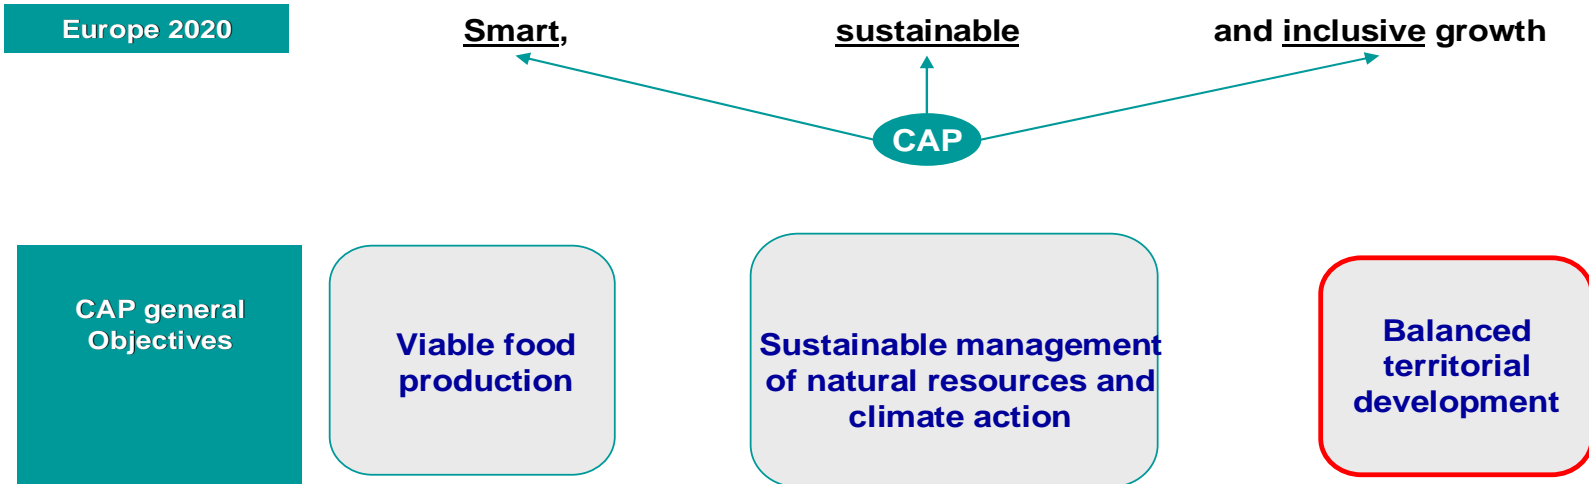 Europe 2020
Smart,
sustainable
and inclusive growth
CAP
CAP general
Objectives
Viable food
production
Sustainable management
of natural resources and
climate action
Balanced
territorial
development